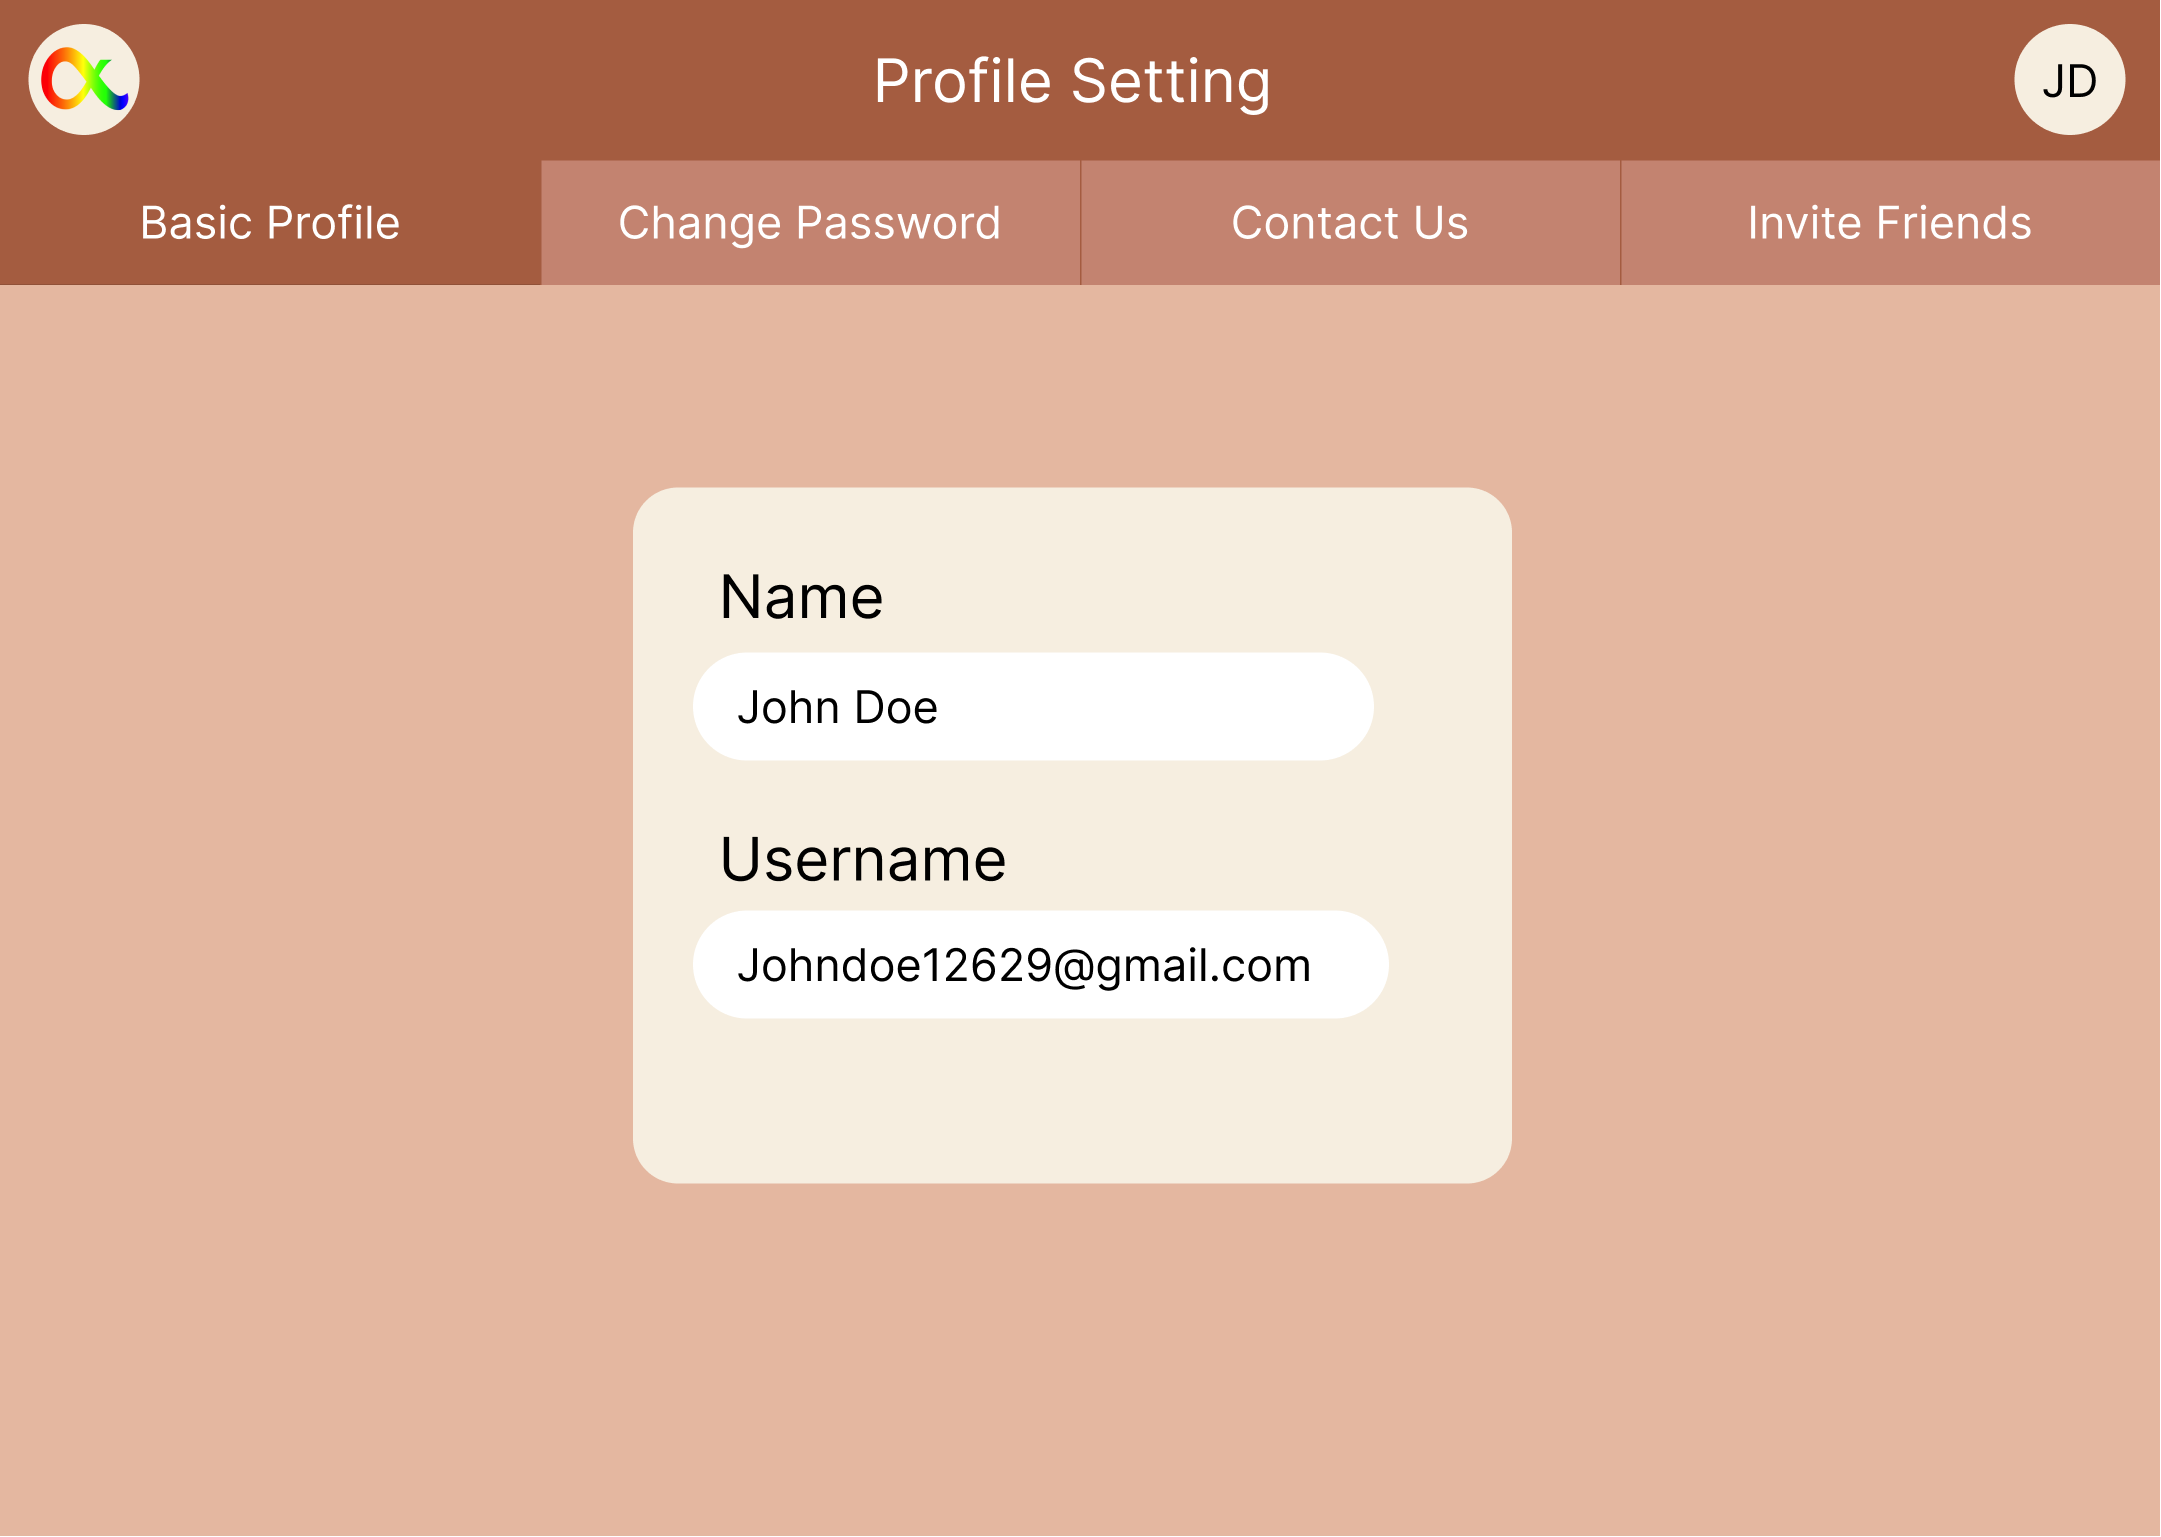 α
Profile Setting
JD
Basic Profile
Change Password
Contact Us
Invite Friends
Name
John Doe
Username
Johndoe12629@gmail.com